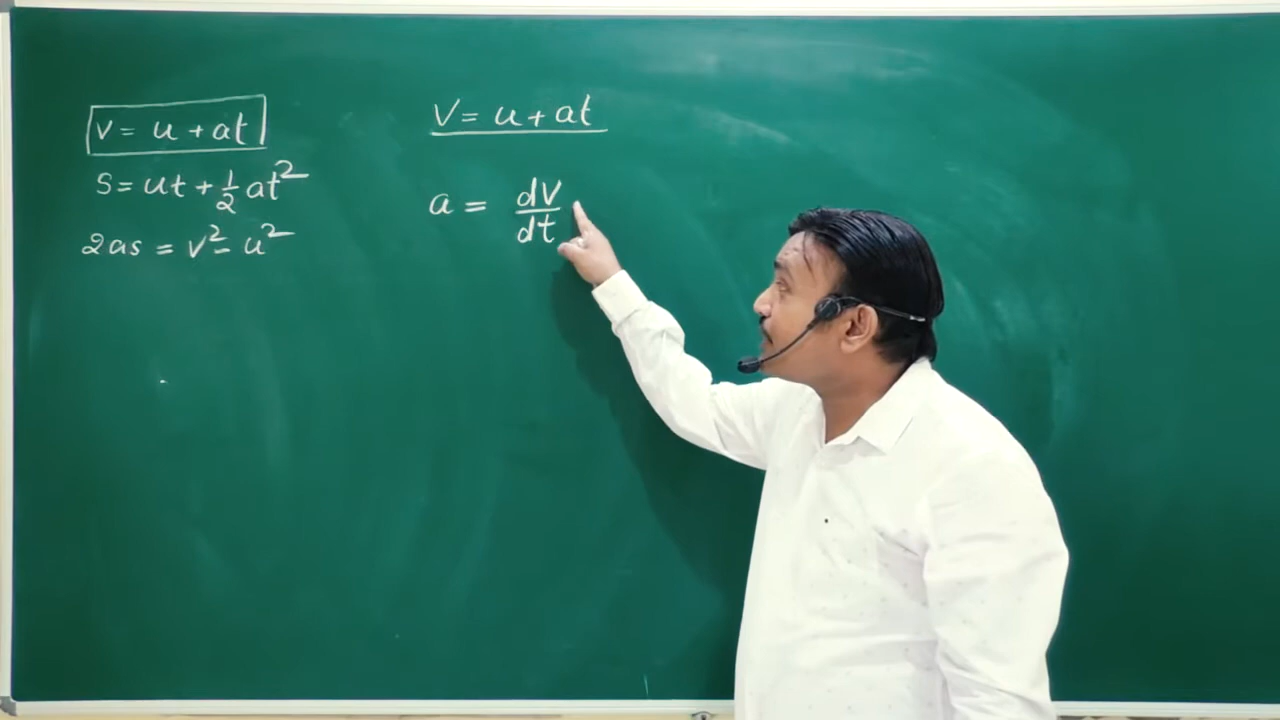 v = u + at
S = ut + 1/2 at²
2as = v² - u²
V = u + at
a = dV/dt